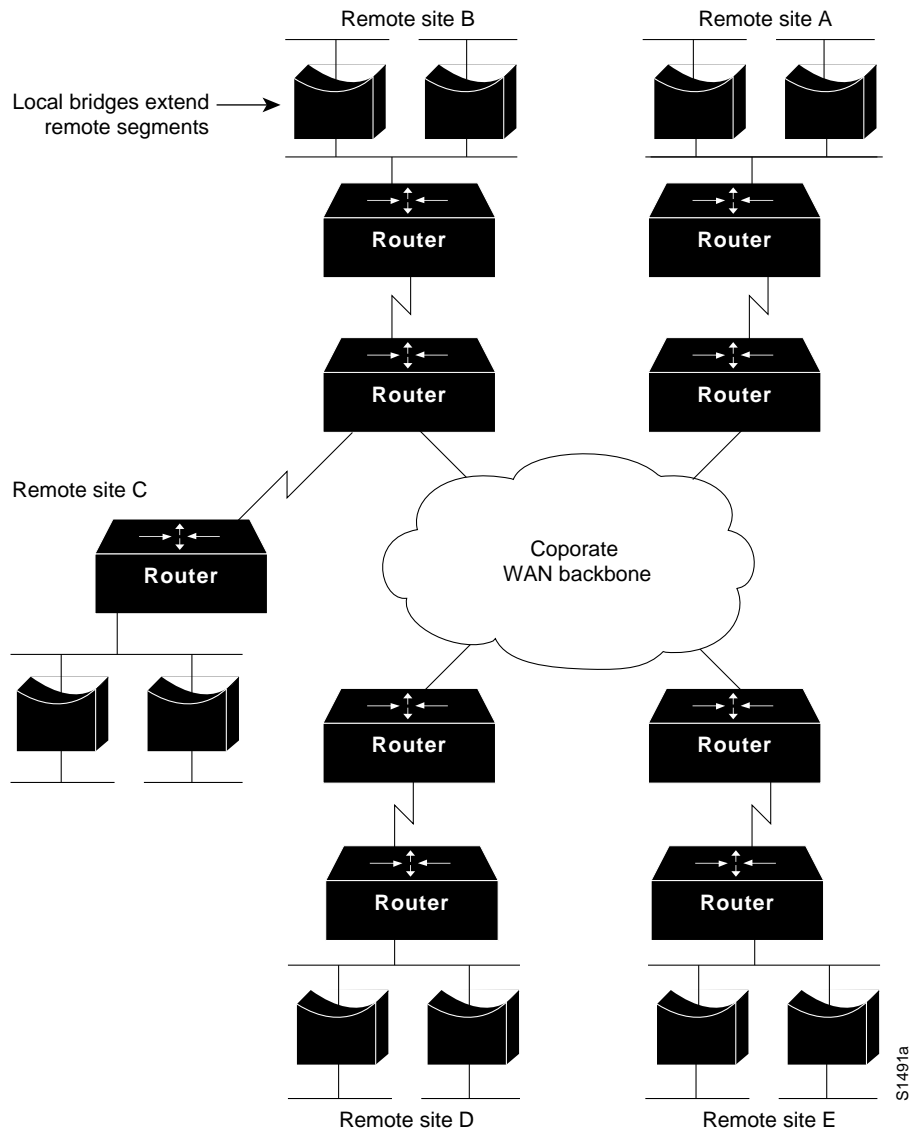 Remote site B
Remote site A
Local bridges extend
remote segments
Router
Router
Router
Router
Remote site C
Router
Coporate
WAN backbone
Router
Router
Router
Router
Remote site D
Remote site E
S1491a